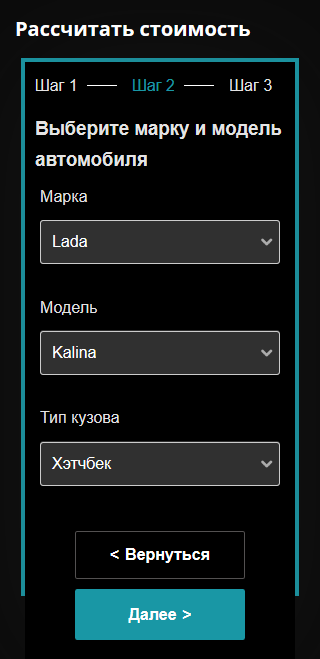 Рассчитать стоимость
Шаг 1 Шаг 2 Шаг 3
Выберите марку и модель
автомобиля
Марка
Lada
Модель
Kalina
Тип кузова
Хэтчбек
< Вернуться
Далее >